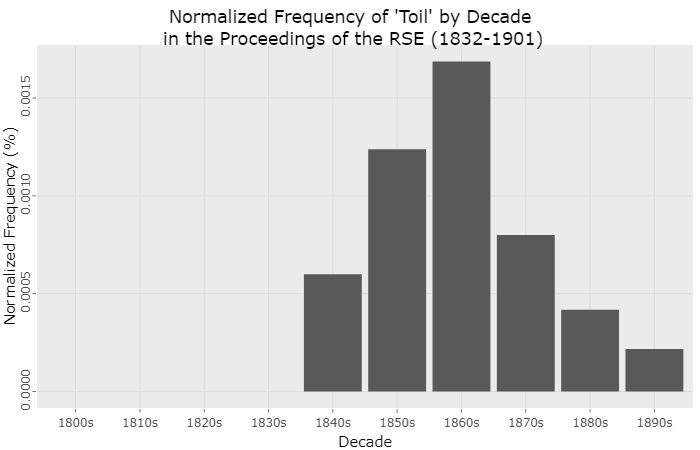 Normalized Frequency of 'Toil' by Decade
in the Proceedings of the RSE (1832-1901)
Normalized Frequency (%)
0.0015
0.0010
0.0005
0.0000
1800s 1810s 1820s 1830s 1840s 1850s 1860s 1870s 1880s 1890s
Decade